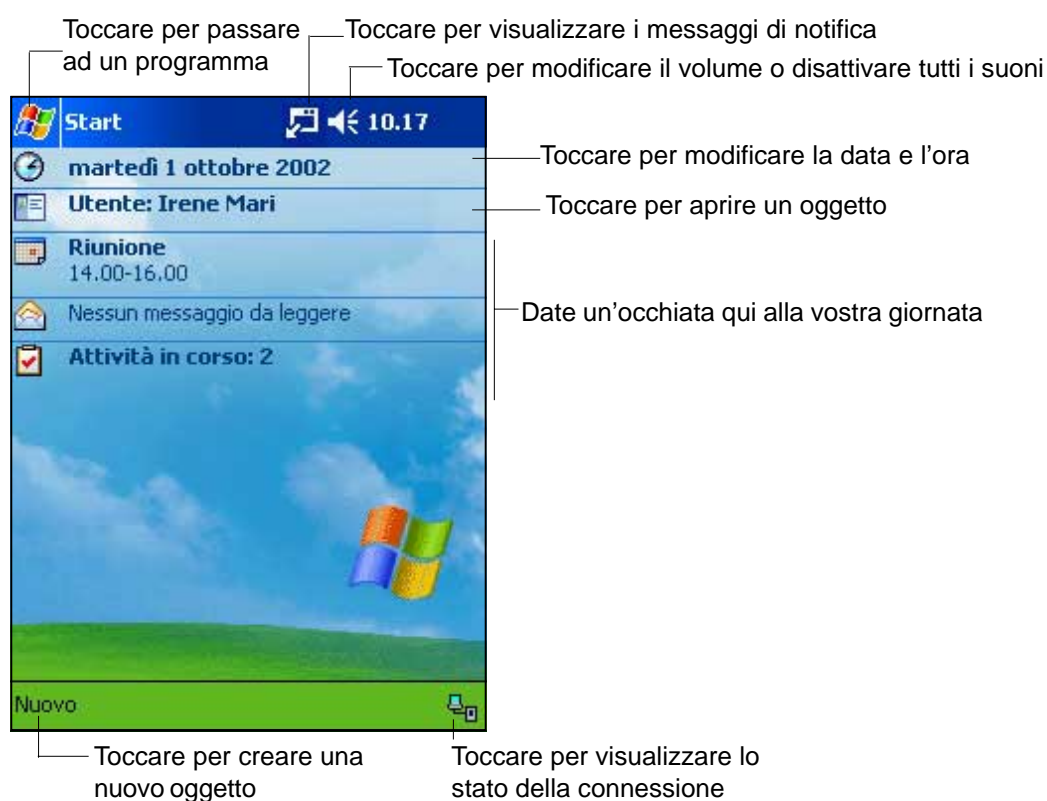 Toccare per passare
ad un programma
Toccare per visualizzare i messaggi di notifica
Toccare per modificare il volume o disattivare tutti i suoni
Start 10.17
martedì 1 ottobre 2002
Toccare per modificare la data e l'ora
Utente: Irene Mari
Toccare per aprire un oggetto
Riunione
14.00-16.00
Nessun messaggio da leggere
Date un'occhiata qui alla vostra giornata
Attività in corso: 2
Nuovo
Toccare per creare una
nuovo oggetto
Toccare per visualizzare lo
stato della connessione